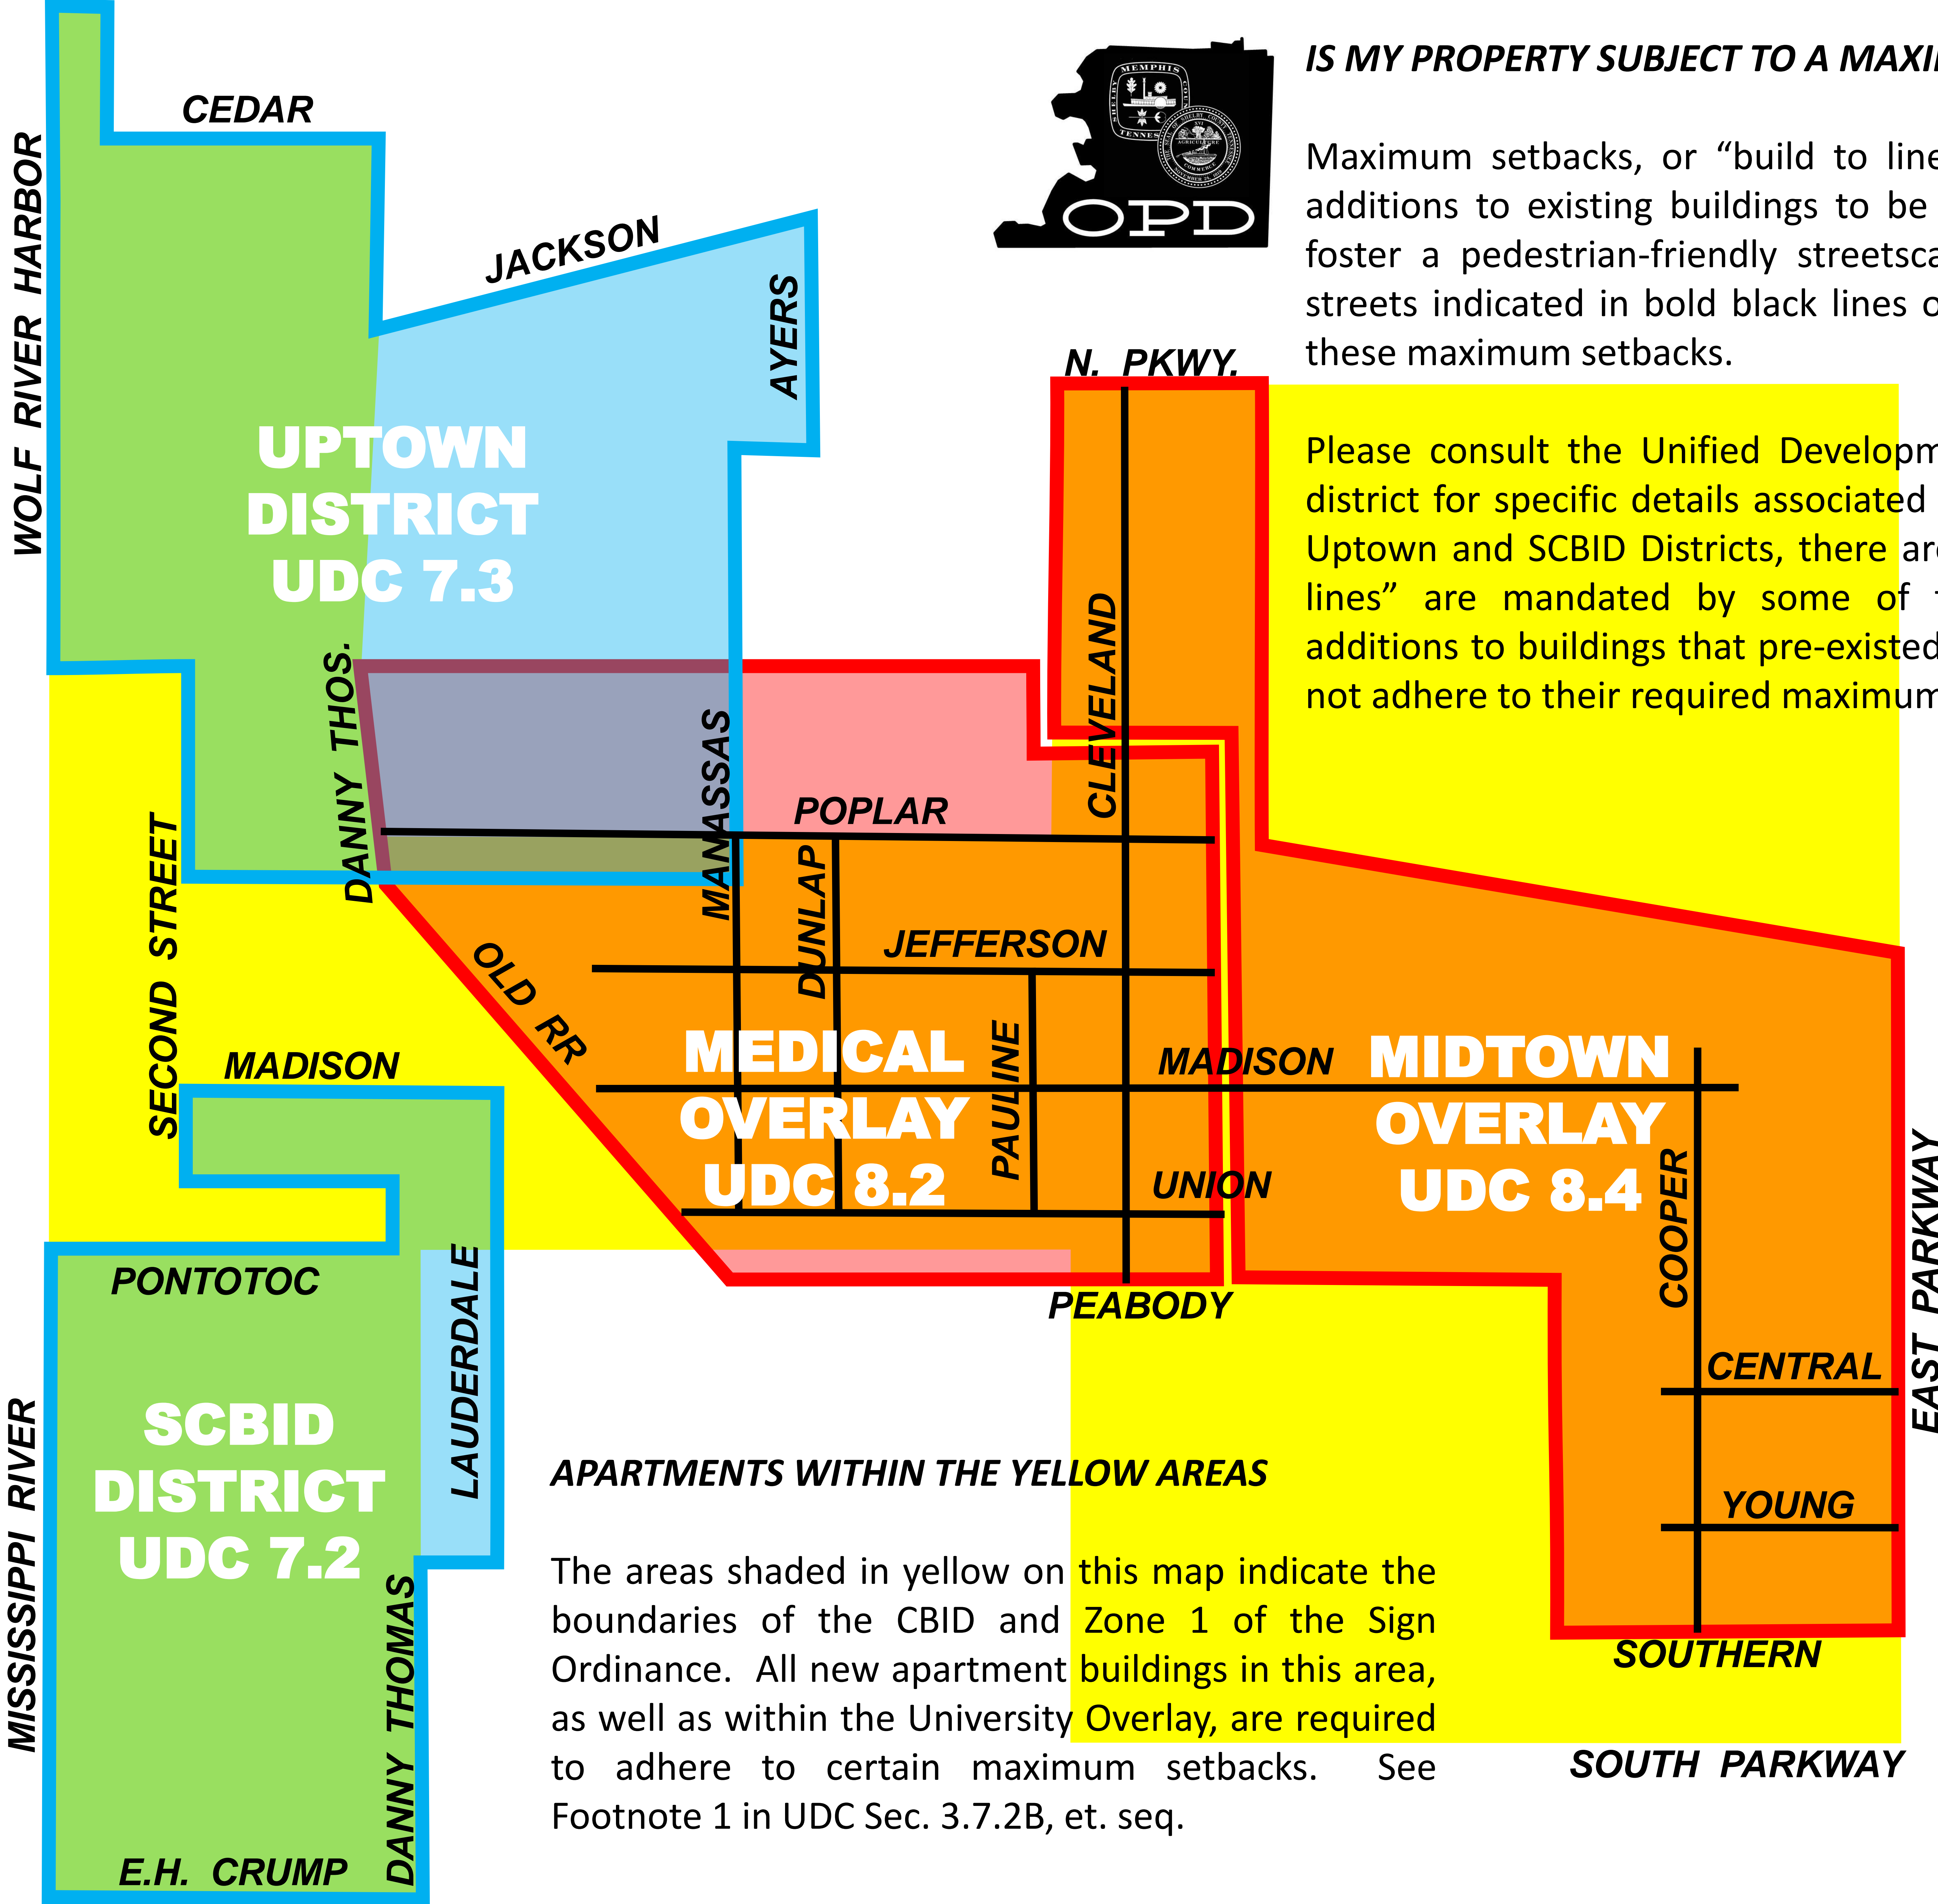 IS MY PROPERTY SUBJECT TO A MAXI
Maximum setbacks, or “build to line
additions to existing buildings to be
foster a pedestrian-friendly streetsca
streets indicated in bold black lines o
these maximum setbacks.
Please consult the Unified Developm
district for specific details associated
Uptown and SCBID Districts, there are
lines” are mandated by some of t
additions to buildings that pre-existed
not adhere to their required maximum
MEMPHIS
SHELBY
COUN
TENNES
AGRICULTURE
COMMERCE
OPD
CEDAR
WOLF RIVER HARBOR
JACKSON
AYERS
N. PKWY.
UPTOWN
DISTRICT
UDC 7.3
DANNY THOS.
MANASSAS
POPLAR
CLEVELAND
SECOND STREET
DUNLAP
JEFFERSON
OLD RR
MADISON
MEDICAL
OVERLAY
UDC 8.2
PAULINE
MADISON
UNION
MIDTOWN
OVERLAY
UDC 8.4
COOPER
EAST PARKWAY
PONTOTOC
LAUDERDALE
PEABODY
CENTRAL
YOUNG
SOUTHERN
SOUTH PARKWAY
MISSISSIPPI RIVER
SCBID
DISTRICT
UDC 7.2
DANNY THOMAS
E.H. CRUMP
APARTMENTS WITHIN THE YELLOW AREAS
The areas shaded in yellow on this map indicate the
boundaries of the CBID and Zone 1 of the Sign
Ordinance. All new apartment buildings in this area,
as well as within the University Overlay, are required
to adhere to certain maximum setbacks. See
Footnote 1 in UDC Sec. 3.7.2B, et. seq.